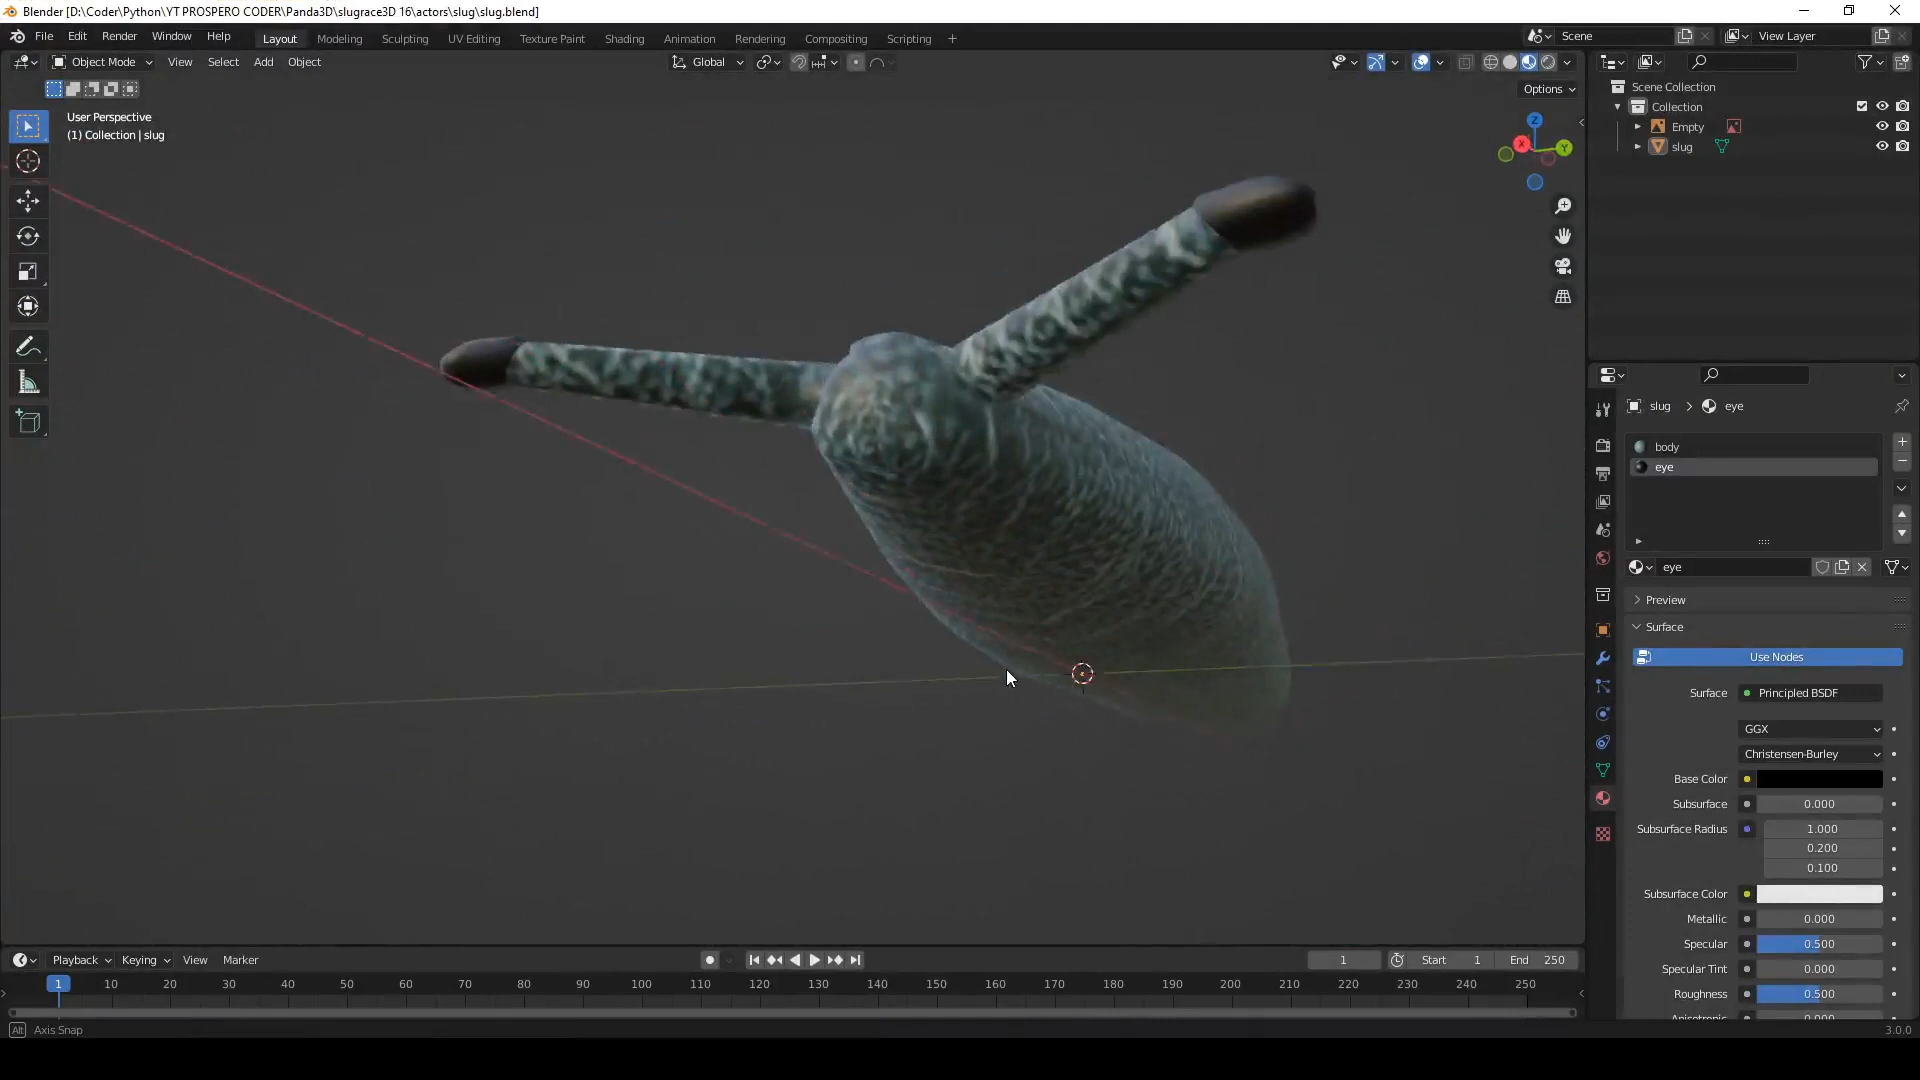 Blender [D:\Coder\Python\YT PROSPERO CODER\Panda3D\slugrace3D 16\actors\slug\slug.blend]
File Edit Render Window Help Layout Modeling Sculpting UV Editing Texture Paint Shading Animation Rendering Compositing Scripting + Scene View Layer
Object Mode View Select Add Object Global
Options
User Perspective
(1) Collection | slug
Z
X
Y
Scene Collection
Collection
Empty
slug
slug > eye
body
eye
eye
Preview
Surface
Use Nodes
Surface Principled BSDF
GGX
Christensen-Burley
Base Color
Subsurface 0.000
Subsurface Radius 1.000
0.200
0.100
Subsurface Color
Metallic 0.000
Specular 0.500
Specular Tint 0.000
Roughness 0.500
Anisotropic 0.000
Playback Keying View Marker 1 Start 1 End 250
1 10 20 30 40 50 60 70 80 90 100 110 120 130 140 150 160 170 180 190 200 210 220 230 240 250
Alt Axis Snap 3.0.0